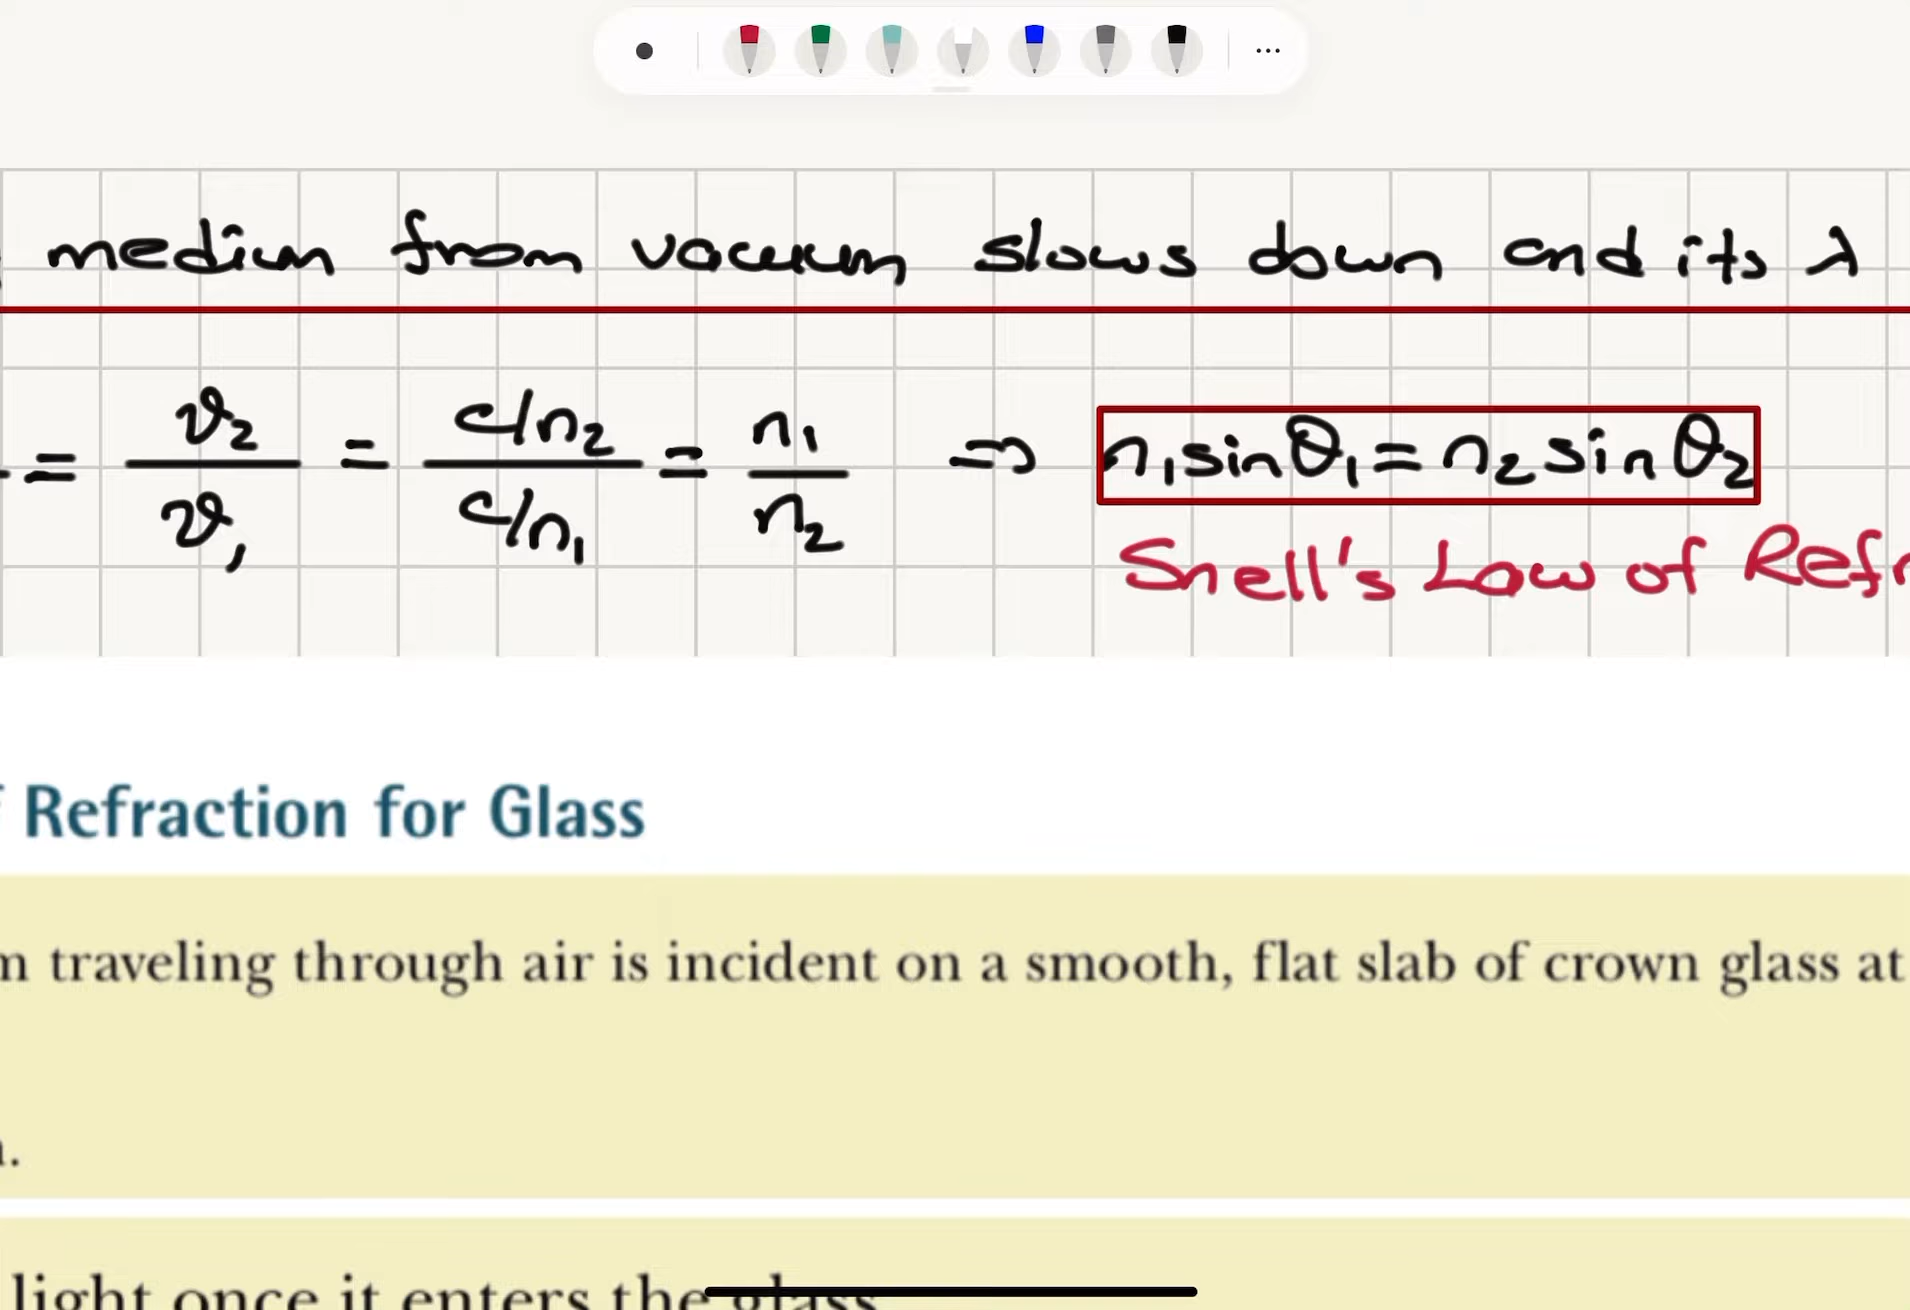 medium from vacuum slows down and its λ
= v₂ / v₁ = c/n₂ / c/n₁ = n₁ / n₂ ⇒ n₁sinθ₁ = n₂sinθ₂
Snell's Law of Refr
Refraction for Glass
m traveling through air is incident on a smooth, flat slab of crown glass at
light once it enters the glass